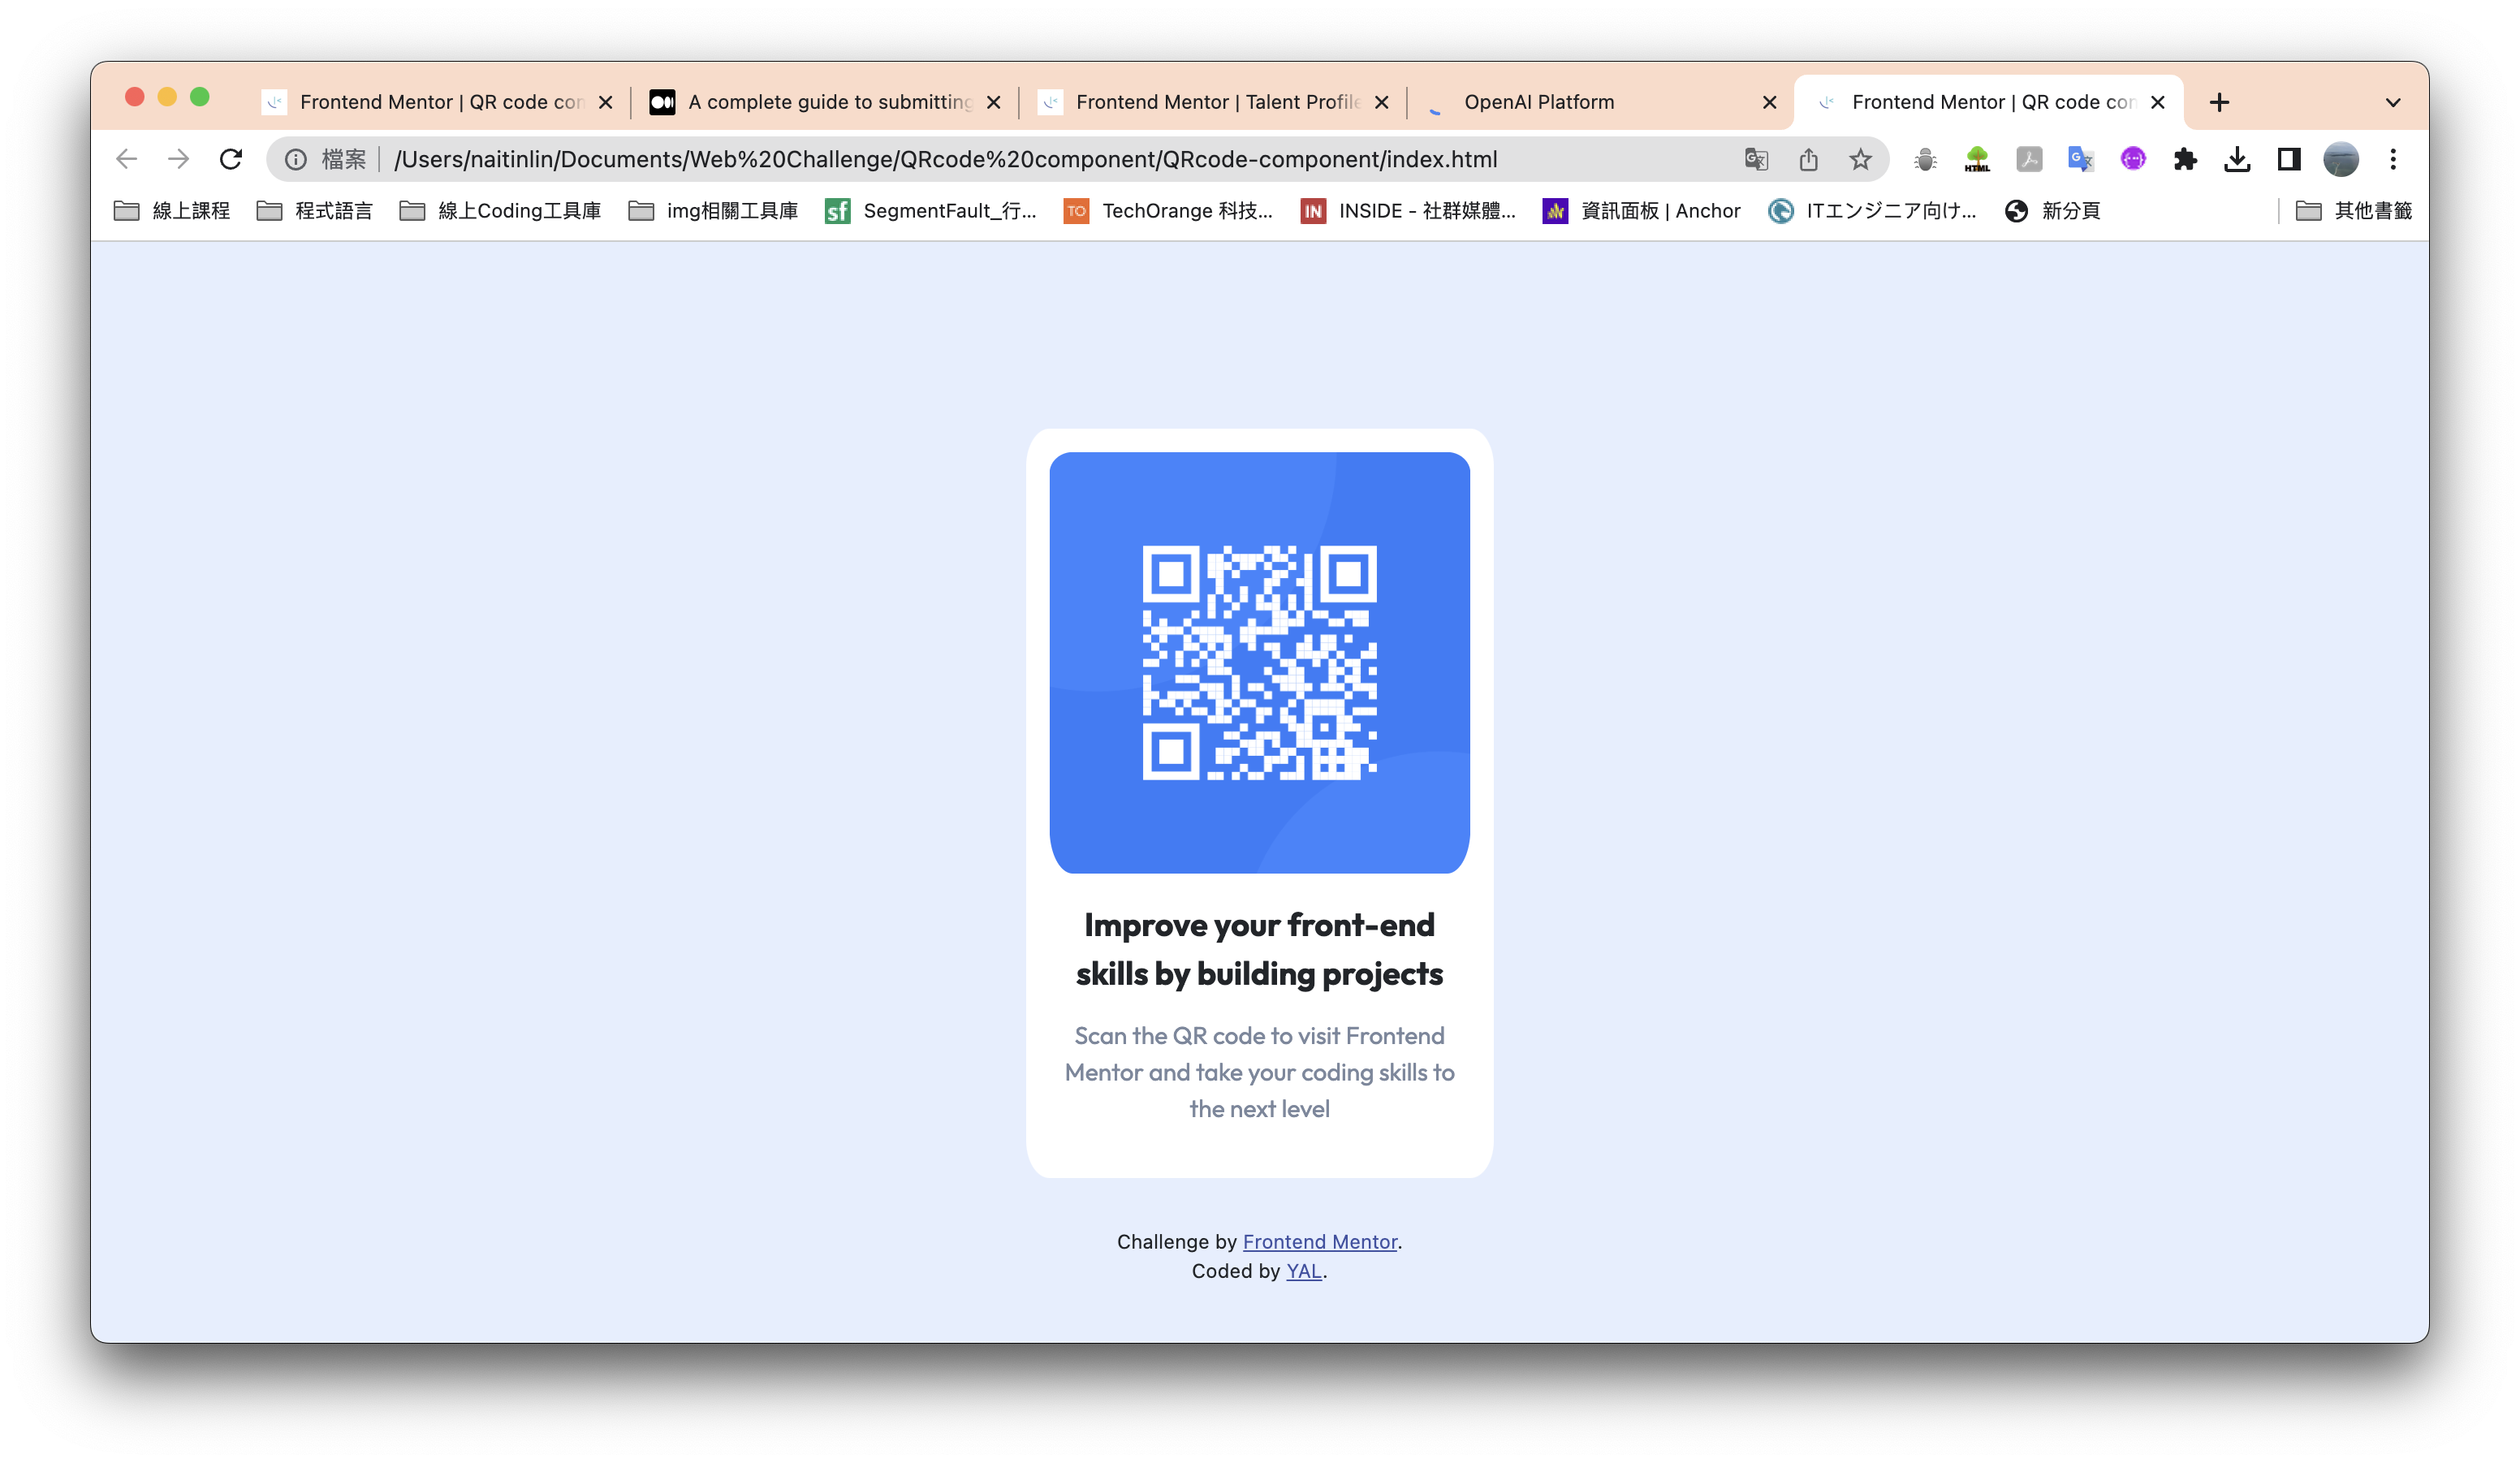 Frontend Mentor | QR code con
A complete guide to submitting
Frontend Mentor | Talent Profile
OpenAI Platform
Frontend Mentor | QR code con
檔案
/Users/naitinlin/Documents/Web%20Challenge/QRcode%20component/QRcode-component/index.html
HTML
線上課程
程式語言
線上Coding工具庫
img相關工具庫
sf
SegmentFault_行...
TO
TechOrange 科技...
IN
INSIDE - 社群媒體...
資訊面板 | Anchor
ITエンジニア向け...
新分頁
其他書籤
Improve your front-end
skills by building projects
Scan the QR code to visit Frontend
Mentor and take your coding skills to
the next level
Challenge by Frontend Mentor.
Coded by YAL.